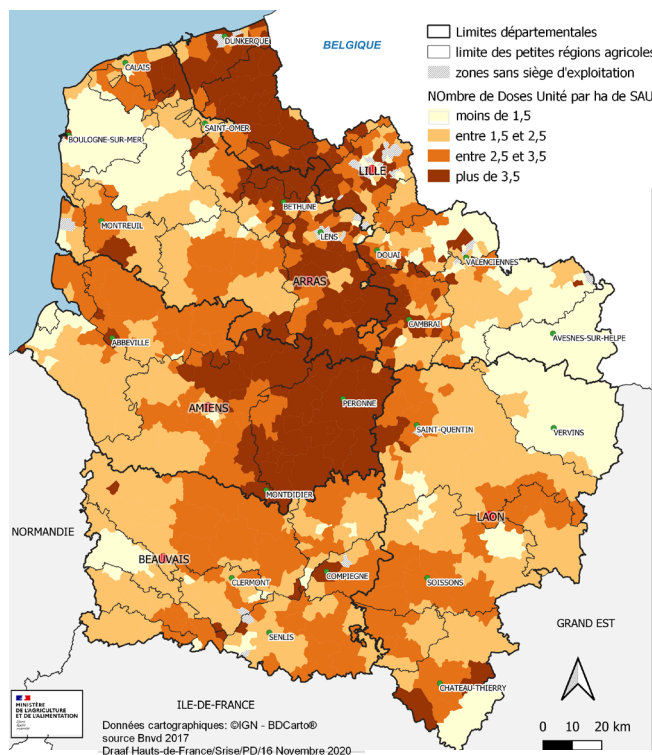 BELGIQUE
Limites départementales
limite des petites régions agricoles
zones sans siège d'exploitation
NOmbre de Doses Unité par ha de SAU
moins de 1,5
entre 1,5 et 2,5
entre 2,5 et 3,5
plus de 3,5
DUNKERQUE
CALAIS
SAINT-OMER
BOULOGNE-SUR-MER
LILLE
BETHUNE
MONTREUIL
LENS
DOUAI
VALENCIENNES
ARRAS
CAMBRAI
AVESNES-SUR-HELPE
ABBEVILLE
PERONNE
AMIENS
SAINT-QUENTIN
VERVINS
MONTDIDIER
LAON
NORMANDIE
BEAUVAIS
COMPIEGNE
CLERMONT
SOISSONS
GRAND EST
SENLIS
CHATEAU-THIERRY
ILE-DE-FRANCE
MINISTÈRE
DE L'AGRICULTURE
ET DE L'ALIMENTATION
0 10 20 km
Données cartographiques: ©IGN - BDCarto®
source Bnvd 2017
Draaf Hauts-de-France/Srise/PD/16 Novembre 2020